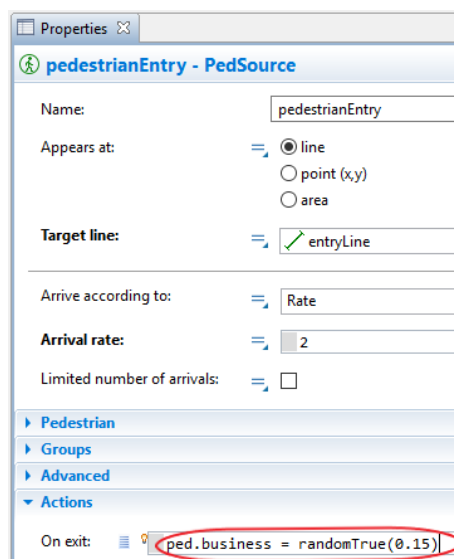 Properties
pedestrianEntry - PedSource
Name: pedestrianEntry
Appears at: line
point (x,y)
area
Target line: entryLine
Arrive according to: Rate
Arrival rate: 2
Limited number of arrivals:
Pedestrian
Groups
Advanced
Actions
On exit: ped.business = randomTrue(0.15)